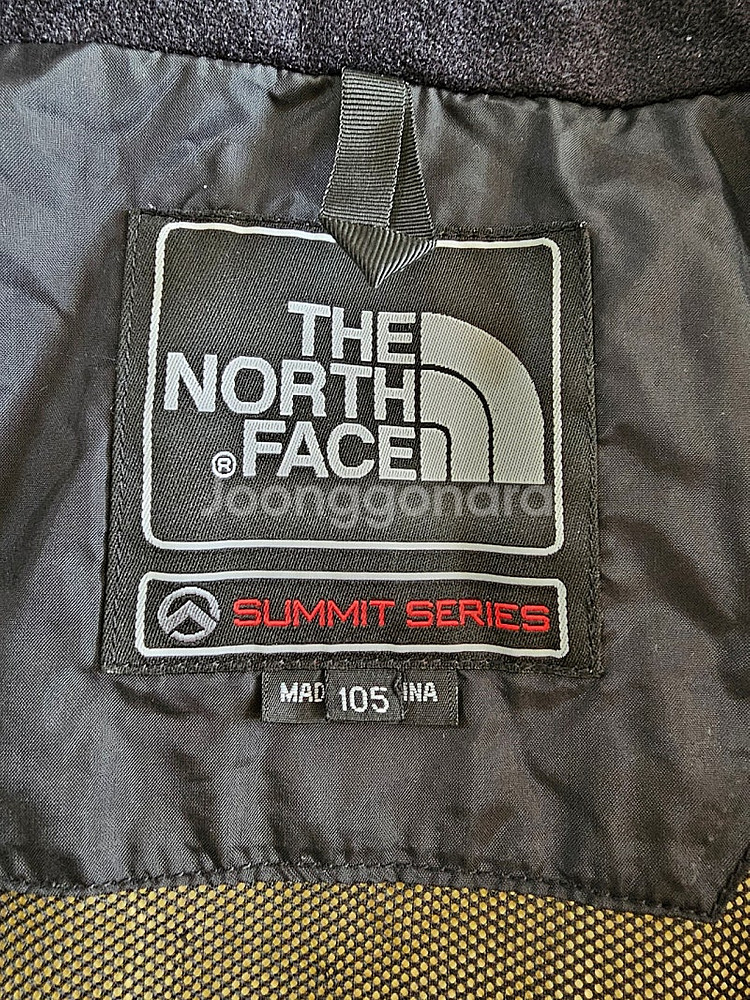 THE
NORTH
® FACE
Joonggonara
SUMMIT SERIES
MAD 105 INA